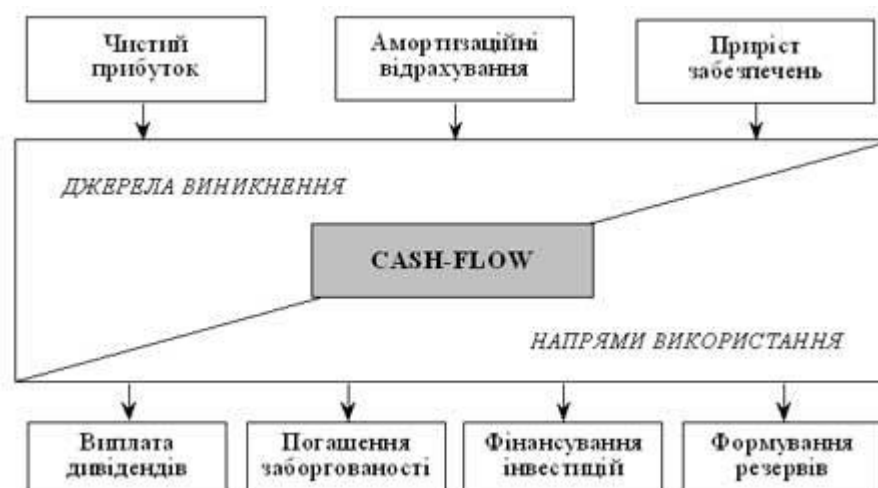 Чистий
прибуток
Амортизаційні
відрахування
Приріст
забезпечень
ДЖЕРЕЛА ВИНИКНЕННЯ
CASH-FLOW
НАПРЯМИ ВИКОРИСТАННЯ
Виплата
дивідендів
Погашення
заборгованості
Фінансування
інвестицій
Формування
резервів